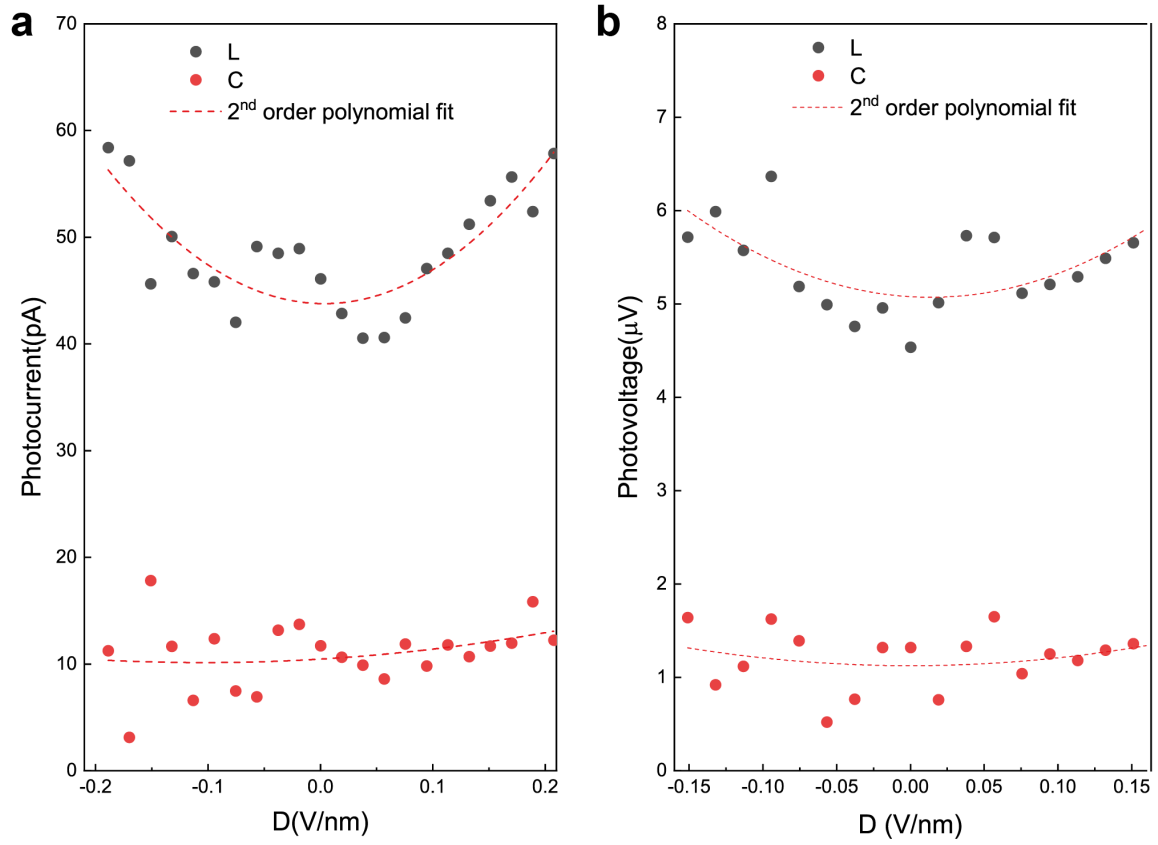 a
70
60
50
40
30
20
10
0
Photocurrent(pA)
L
C
2nd order polynomial fit
-0.2
-0.1
0.0
0.1
0.2
D(V/nm)
b
8
7
6
5
4
3
2
1
0
Photovoltage(μV)
L
C
2nd order polynomial fit
-0.15
-0.10
-0.05
0.00
0.05
0.10
0.15
D (V/nm)